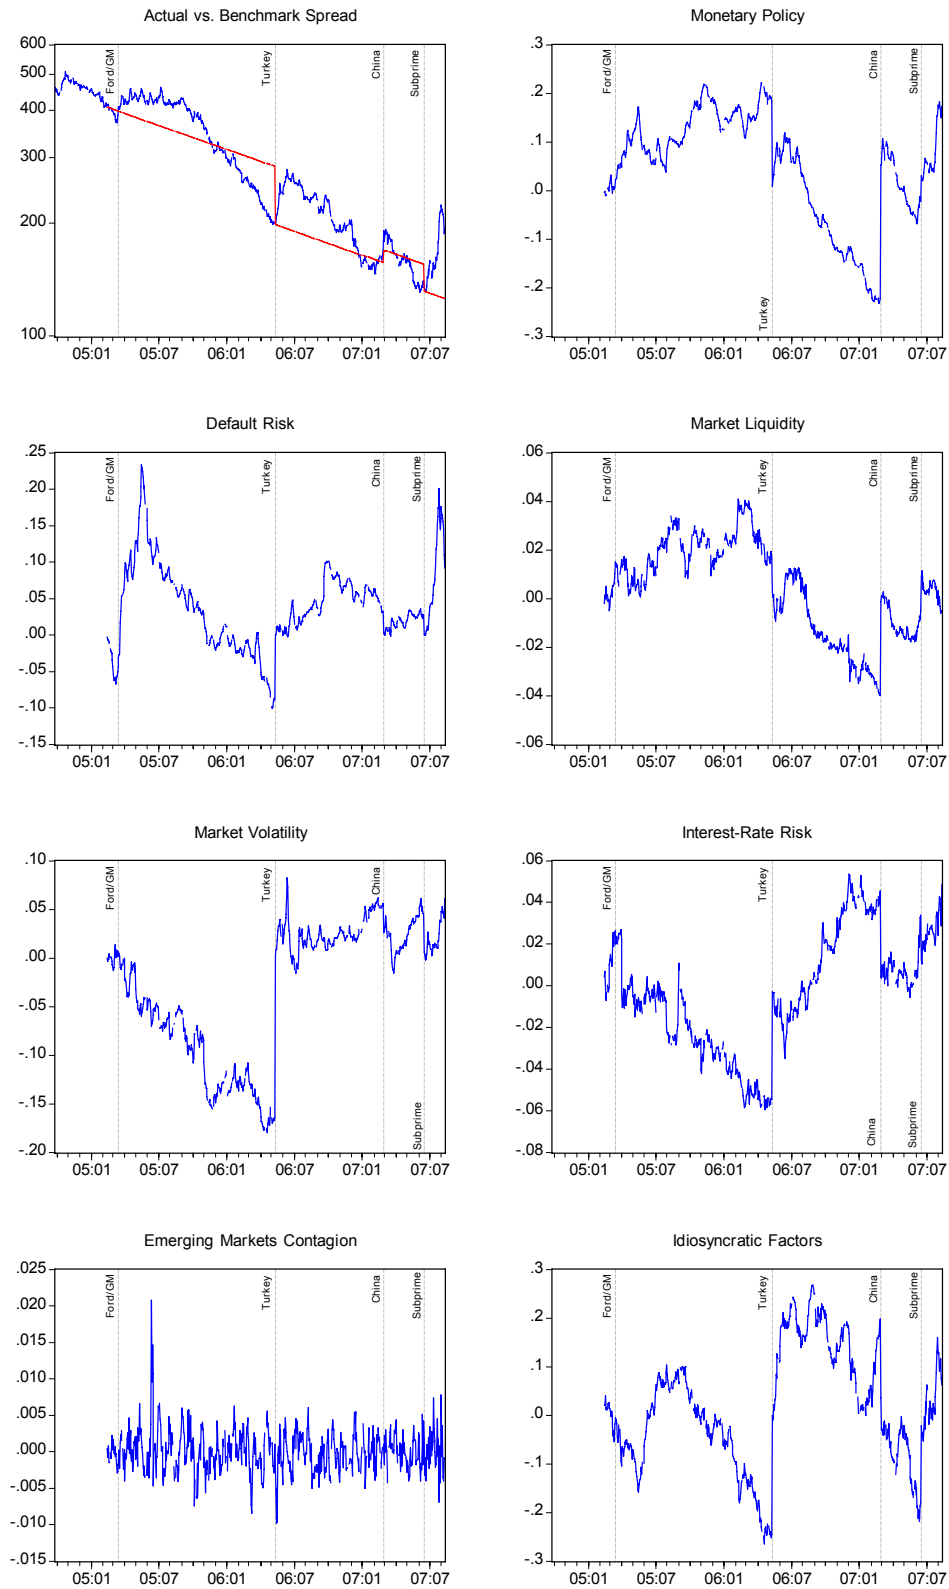 Actual vs. Benchmark Spread
600
500
400
300
200
100
Ford/GM
Turkey
China
Subprime
05:01 05:07 06:01 06:07 07:01 07:07
Monetary Policy
.3
.2
.1
.0
-.1
-.2
-.3
Ford/GM
Turkey
China
Subprime
05:01 05:07 06:01 06:07 07:01 07:07
Default Risk
.25
.20
.15
.10
.05
.00
-.05
-.10
-.15
Ford/GM
Turkey
China
Subprime
05:01 05:07 06:01 06:07 07:01 07:07
Market Liquidity
.06
.04
.02
.00
-.02
-.04
-.06
Ford/GM
Turkey
China
Subprime
05:01 05:07 06:01 06:07 07:01 07:07
Market Volatility
.10
.05
.00
-.05
-.10
-.15
-.20
Ford/GM
Turkey
China
Subprime
05:01 05:07 06:01 06:07 07:01 07:07
Interest-Rate Risk
.06
.04
.02
.00
-.02
-.04
-.06
-.08
Ford/GM
Turkey
China
Subprime
05:01 05:07 06:01 06:07 07:01 07:07
Emerging Markets Contagion
.025
.020
.015
.010
.005
.000
-.005
-.010
-.015
Ford/GM
Turkey
China
Subprime
05:01 05:07 06:01 06:07 07:01 07:07
Idiosyncratic Factors
.3
.2
.1
.0
-.1
-.2
-.3
Ford/GM
Turkey
China
Subprime
05:01 05:07 06:01 06:07 07:01 07:07